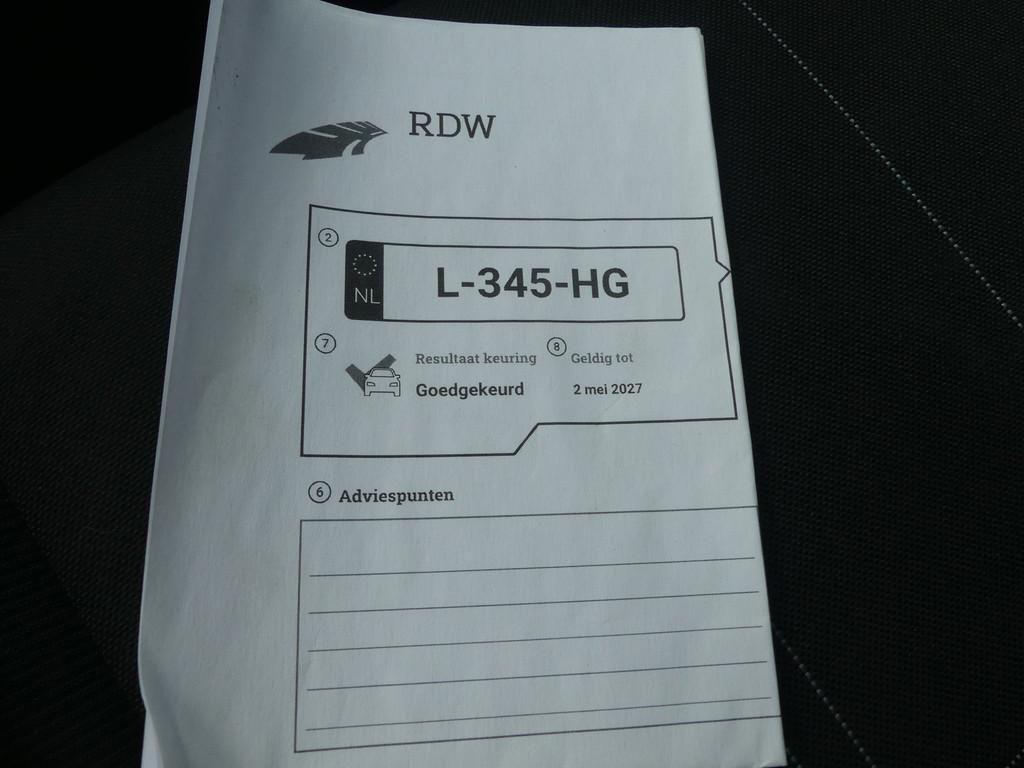 RDW
2
NL L-345-HG
7 Resultaat keuring 8 Geldig tot
Goedgekeurd 2 mei 2027
6 Adviespunten